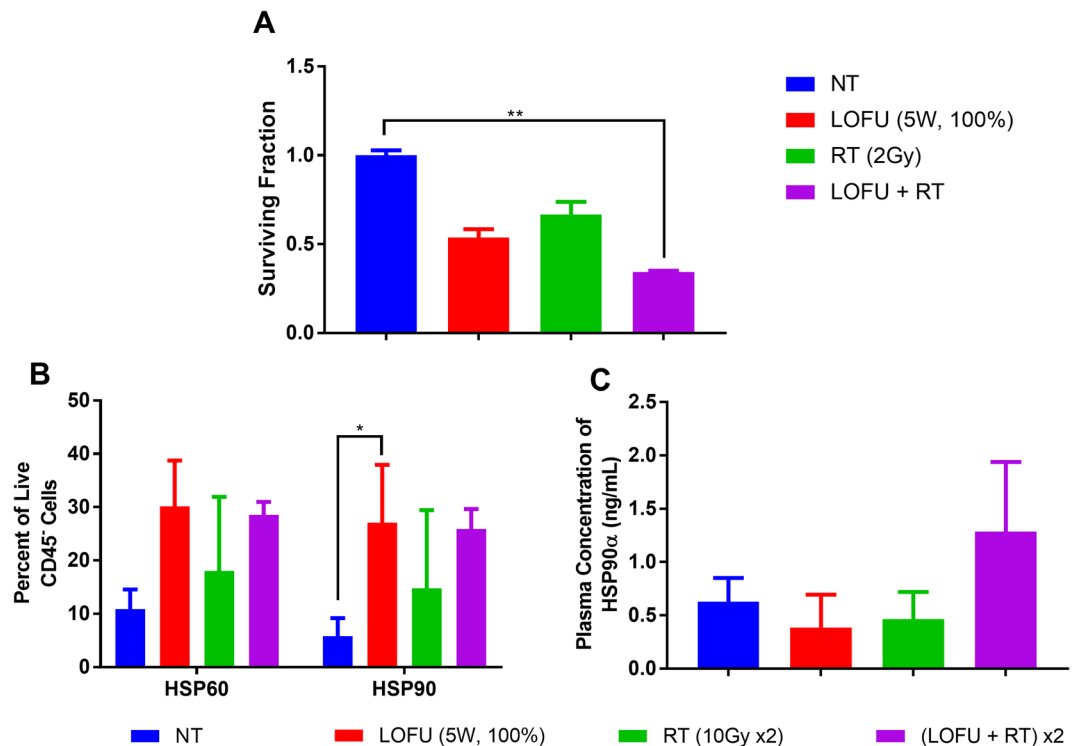 A
Surviving Fraction
1.5
1.0
0.5
0.0
**
NT
LOFU (5W, 100%)
RT (2Gy)
LOFU + RT
B
Percent of Live
CD45⁻ Cells
50
40
30
20
10
0
*
HSP60
HSP90
C
Plasma Concentration of
HSP90α (ng/mL)
2.5
2.0
1.5
1.0
0.5
0.0
NT
LOFU (5W, 100%)
RT (10Gy x2)
(LOFU + RT) x2